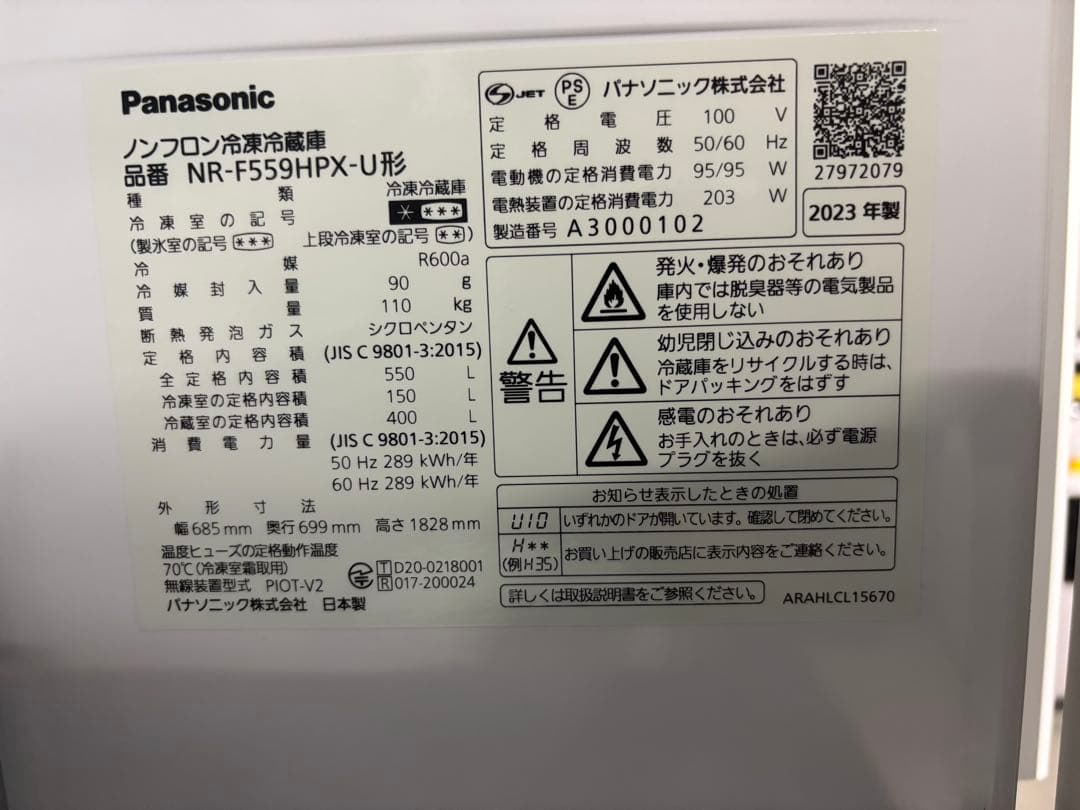 Panasonic
ノンフロン冷凍冷蔵庫
品番 NR-F559HPX-U形
種類 冷凍冷蔵庫
冷凍室の記号 * ***
(製氷室の記号 *** 上段冷凍室の記号 **)
冷媒 R600a
冷媒封入量 90 g
質量 110 kg
断熱発泡ガス シクロペンタン
定格内容積 (JIS C 9801-3:2015)
全定格内容積 550 L
冷凍室の定格内容積 150 L
冷蔵室の定格内容積 400 L
消費電力量 (JIS C 9801-3:2015)
50 Hz 289 kWh/年
60 Hz 289 kWh/年
外形寸法
幅685mm 奥行699mm 高さ1828mm
温度ヒューズの定格動作温度
70℃(冷凍室霜取用)
無線装置型式 PIOT-V2
T D20-0218001
R 017-200024
パナソニック株式会社 日本製
JET PS E パナソニック株式会社
定格電圧 100 V
定格周波数 50/60 Hz
電動機の定格消費電力 95/95 W
電熱装置の定格消費電力 203 W
製造番号 A3000102
27972079
2023 年製
警告
発火・爆発のおそれあり
庫内では脱臭器等の電気製品
を使用しない
幼児閉じ込みのおそれあり
冷蔵庫をリサイクルする時は、
ドアパッキングをはずす
感電のおそれあり
お手入れのときは、必ず電源
プラグを抜く
お知らせ表示したときの処置
U10 いずれかのドアが開いています。確認して閉めてください。
H**
(例H35) お買い上げの販売店に表示内容をご連絡ください。
詳しくは取扱説明書をご参照ください。
ARAHLCL15670